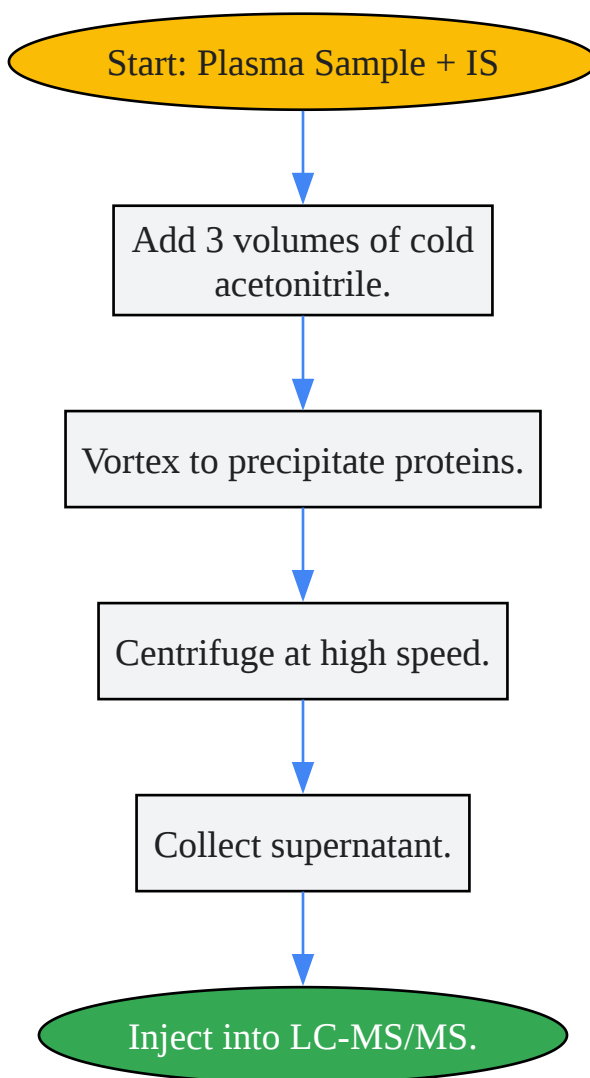 Start: Plasma Sample + IS
Add 3 volumes of cold
acetonitrile.
Vortex to precipitate proteins.
Centrifuge at high speed.
Collect supernatant.
Inject into LC-MS/MS.